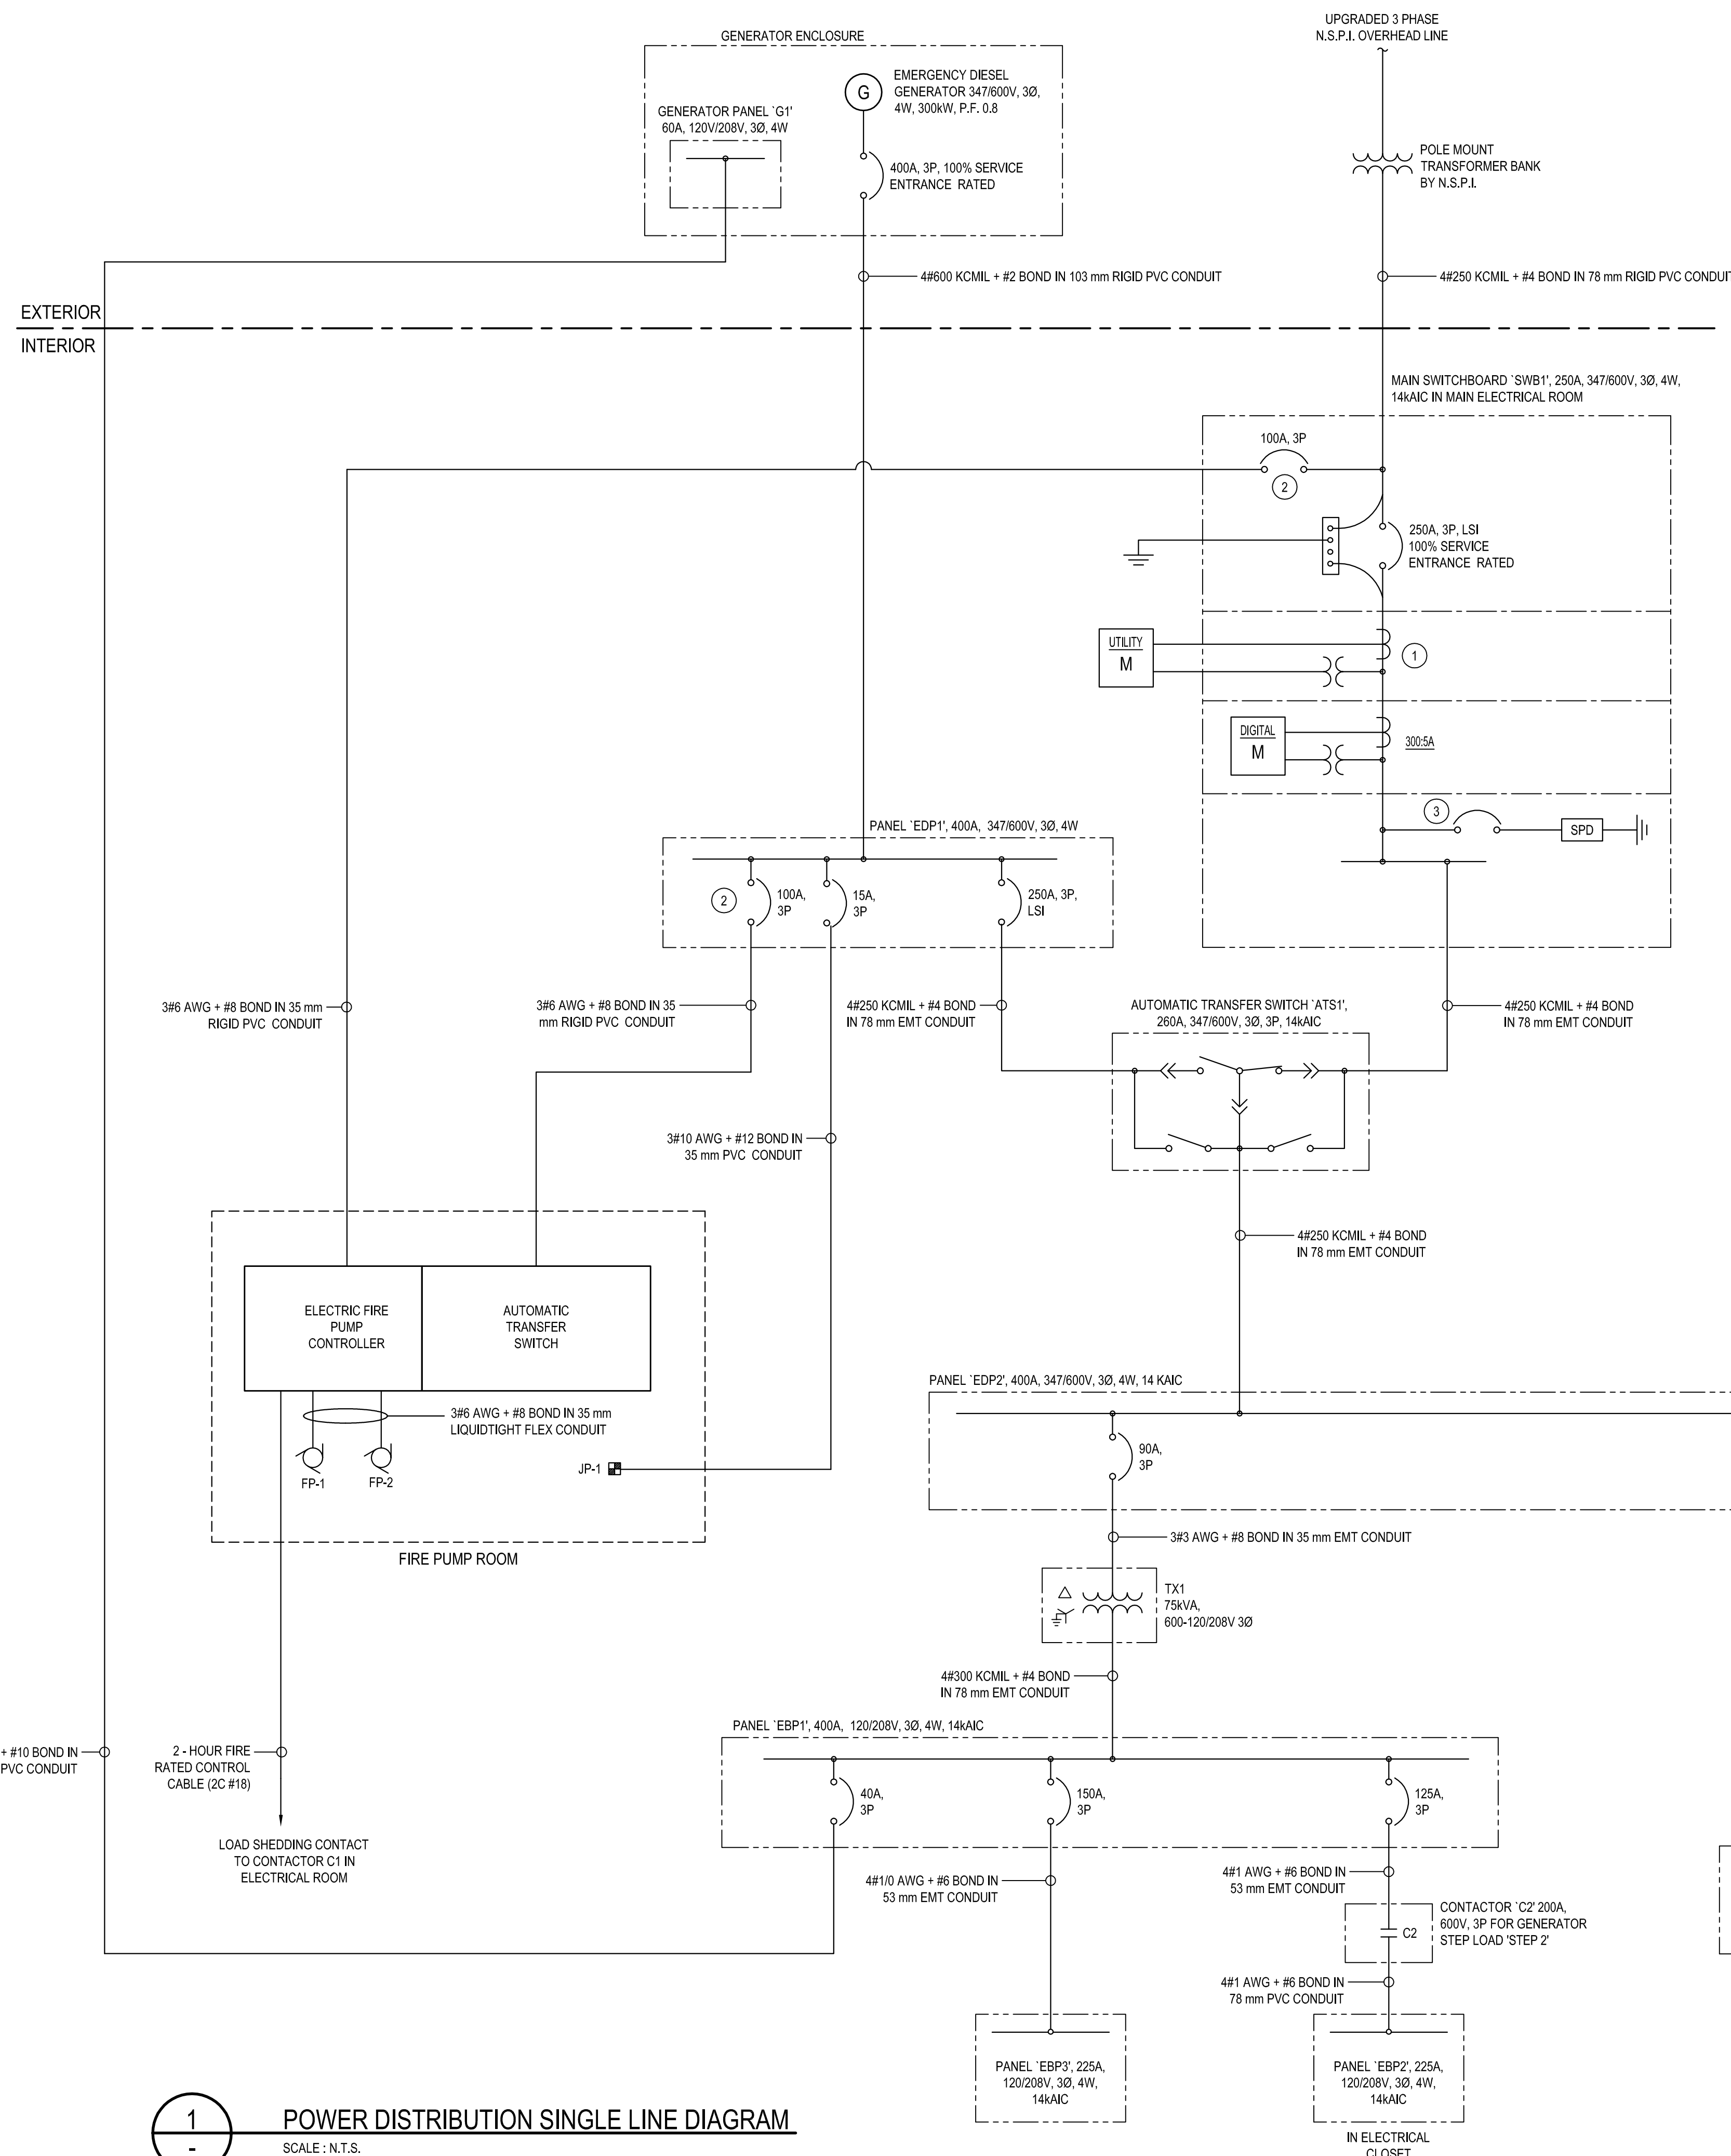 UPGRADED 3 PHASE
N.S.P.I. OVERHEAD LINE
GENERATOR ENCLOSURE
G
EMERGENCY DIESEL
GENERATOR 347/600V, 3Ø,
4W, 300kW, P.F. 0.8
GENERATOR PANEL `G1'
60A, 120V/208V, 3Ø, 4W
400A, 3P, 100% SERVICE
ENTRANCE RATED
POLE MOUNT
TRANSFORMER BANK
BY N.S.P.I.
4#600 KCMIL + #2 BOND IN 103 mm RIGID PVC CONDUIT
4#250 KCMIL + #4 BOND IN 78 mm RIGID PVC CONDUIT
EXTERIOR
INTERIOR
MAIN SWITCHBOARD `SWB1', 250A, 347/600V, 3Ø, 4W,
14kAIC IN MAIN ELECTRICAL ROOM
100A, 3P
2
250A, 3P, LSI
100% SERVICE
ENTRANCE RATED
UTILITY
M
1
DIGITAL
M
300:5A
3
SPD
PANEL `EDP1', 400A, 347/600V, 3Ø, 4W
2
100A,
3P
15A,
3P
250A, 3P,
LSI
3#6 AWG + #8 BOND IN 35 mm
RIGID PVC CONDUIT
3#6 AWG + #8 BOND IN 35
mm RIGID PVC CONDUIT
4#250 KCMIL + #4 BOND
IN 78 mm EMT CONDUIT
AUTOMATIC TRANSFER SWITCH `ATS1',
260A, 347/600V, 3Ø, 3P, 14kAIC
4#250 KCMIL + #4 BOND
IN 78 mm EMT CONDUIT
3#10 AWG + #12 BOND IN
35 mm PVC CONDUIT
4#250 KCMIL + #4 BOND
IN 78 mm EMT CONDUIT
ELECTRIC FIRE
PUMP
CONTROLLER
AUTOMATIC
TRANSFER
SWITCH
3#6 AWG + #8 BOND IN 35 mm
LIQUIDTIGHT FLEX CONDUIT
FP-1
FP-2
JP-1
FIRE PUMP ROOM
PANEL `EDP2', 400A, 347/600V, 3Ø, 4W, 14 KAIC
90A,
3P
3#3 AWG + #8 BOND IN 35 mm EMT CONDUIT
TX1
75kVA,
600-120/208V 3Ø
4#300 KCMIL + #4 BOND
IN 78 mm EMT CONDUIT
PANEL `EBP1', 400A, 120/208V, 3Ø, 4W, 14kAIC
+ #10 BOND IN
PVC CONDUIT
2 - HOUR FIRE
RATED CONTROL
CABLE (2C #18)
40A,
3P
150A,
3P
125A,
3P
LOAD SHEDDING CONTACT
TO CONTACTOR C1 IN
ELECTRICAL ROOM
4#1/0 AWG + #6 BOND IN
53 mm EMT CONDUIT
4#1 AWG + #6 BOND IN
53 mm EMT CONDUIT
C2
CONTACTOR `C2' 200A,
600V, 3P FOR GENERATOR
STEP LOAD 'STEP 2'
4#1 AWG + #6 BOND IN
78 mm PVC CONDUIT
PANEL `EBP3', 225A,
120/208V, 3Ø, 4W,
14kAIC
PANEL `EBP2', 225A,
120/208V, 3Ø, 4W,
14kAIC
IN ELECTRICAL
CLOSET
1
-
POWER DISTRIBUTION SINGLE LINE DIAGRAM
SCALE : N.T.S.